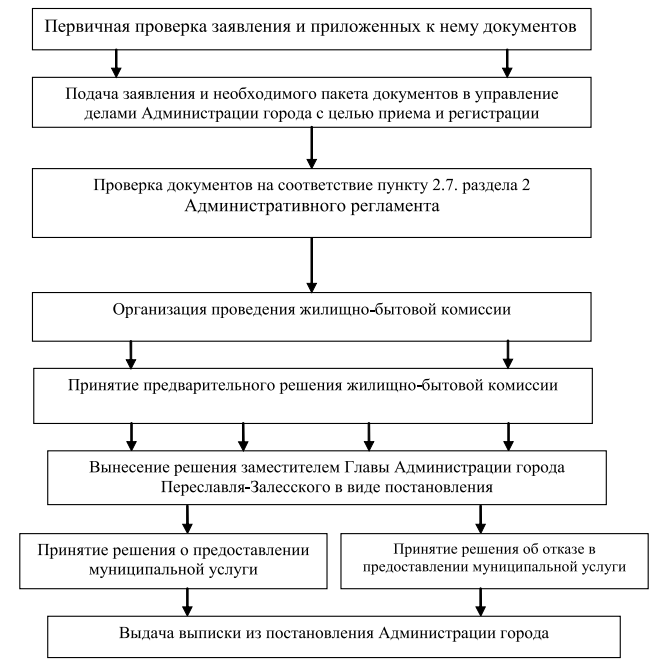 Первичная проверка заявления и приложенных к нему документов
Подача заявления и необходимого пакета документов в управление
делами Администрации города с целью приема и регистрации
Проверка документов на соответствие пункту 2.7. раздела 2
Административного регламента
Организация проведения жилищно-бытовой комиссии
Принятие предварительного решения жилищно-бытовой комиссии
Вынесение решения заместителем Главы Администрации города
Переславля-Залесского в виде постановления
Принятие решения о предоставлении
муниципальной услуги
Принятие решения об отказе в
предоставлении муниципальной услуги
Выдача выписки из постановления Администрации города